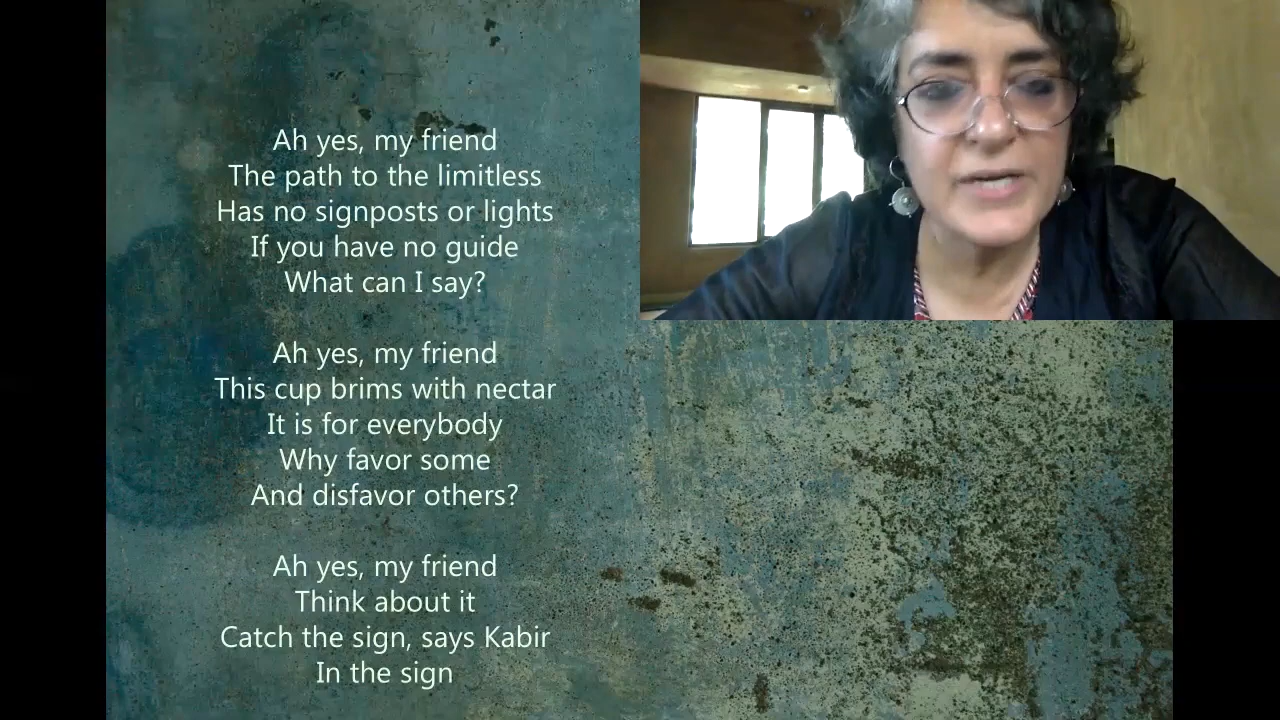 Ah yes, my friend
The path to the limitless
Has no signposts or lights
If you have no guide
What can I say?
Ah yes, my friend
This cup brims with nectar
It is for everybody
Why favor some
And disfavor others?
Ah yes, my friend
Think about it
Catch the sign, says Kabir
In the sign